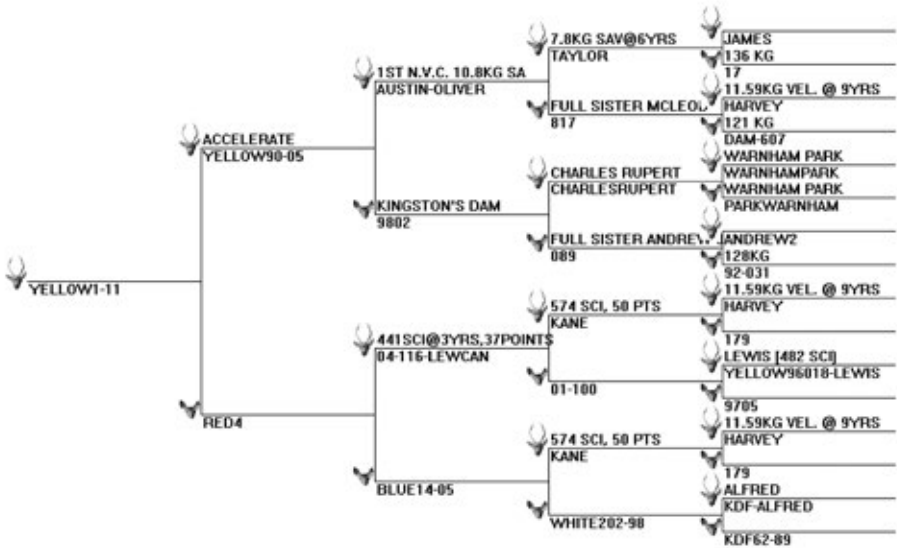 YELLOW1-11
ACCELERATE
YELLOW90-05
RED4
1ST N.V.C. 10.8KG SA
AUSTIN-OLIVER
KINGSTON'S DAM
9802
441SCI@3YRS,37POINTS
04-116-LEWCAN
BLUE14-05
7.8KG SAV@6YRS
TAYLOR
FULL SISTER MCLEOD
817
CHARLES RUPERT
CHARLESRUPERT
FULL SISTER ANDREW
089
574 SCI, 50 PTS
KANE
01-100
574 SCI, 50 PTS
KANE
WHITE202-98
JAMES
136 KG
17
11.59KG VEL. @ 9YRS
HARVEY
121 KG
DAM-607
WARNHAM PARK
WARNHAMPARK
WARNHAM PARK
PARKWARNHAM
ANDREW2
128KG
92-031
11.59KG VEL. @ 9YRS
HARVEY
179
LEWIS [482 SCI]
YELLOW96018-LEWIS
9705
11.59KG VEL. @ 9YRS
HARVEY
179
ALFRED
KDF-ALFRED
KDF62-89